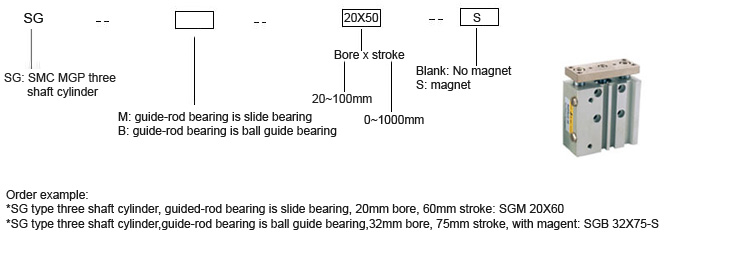 SG -- -- 20X50 -- S
Bore x stroke
SG: SMC MGP three
shaft cylinder
Blank: No magnet
S: magnet
20~100mm
M: guide-rod bearing is slide bearing
0~1000mm
B: guide-rod bearing is ball guide bearing
Order example:
*SG type three shaft cylinder, guided-rod bearing is slide bearing, 20mm bore, 60mm stroke: SGM 20X60
*SG type three shaft cylinder,guide-rod bearing is ball guide bearing,32mm bore, 75mm stroke, with magent: SGB 32X75-S